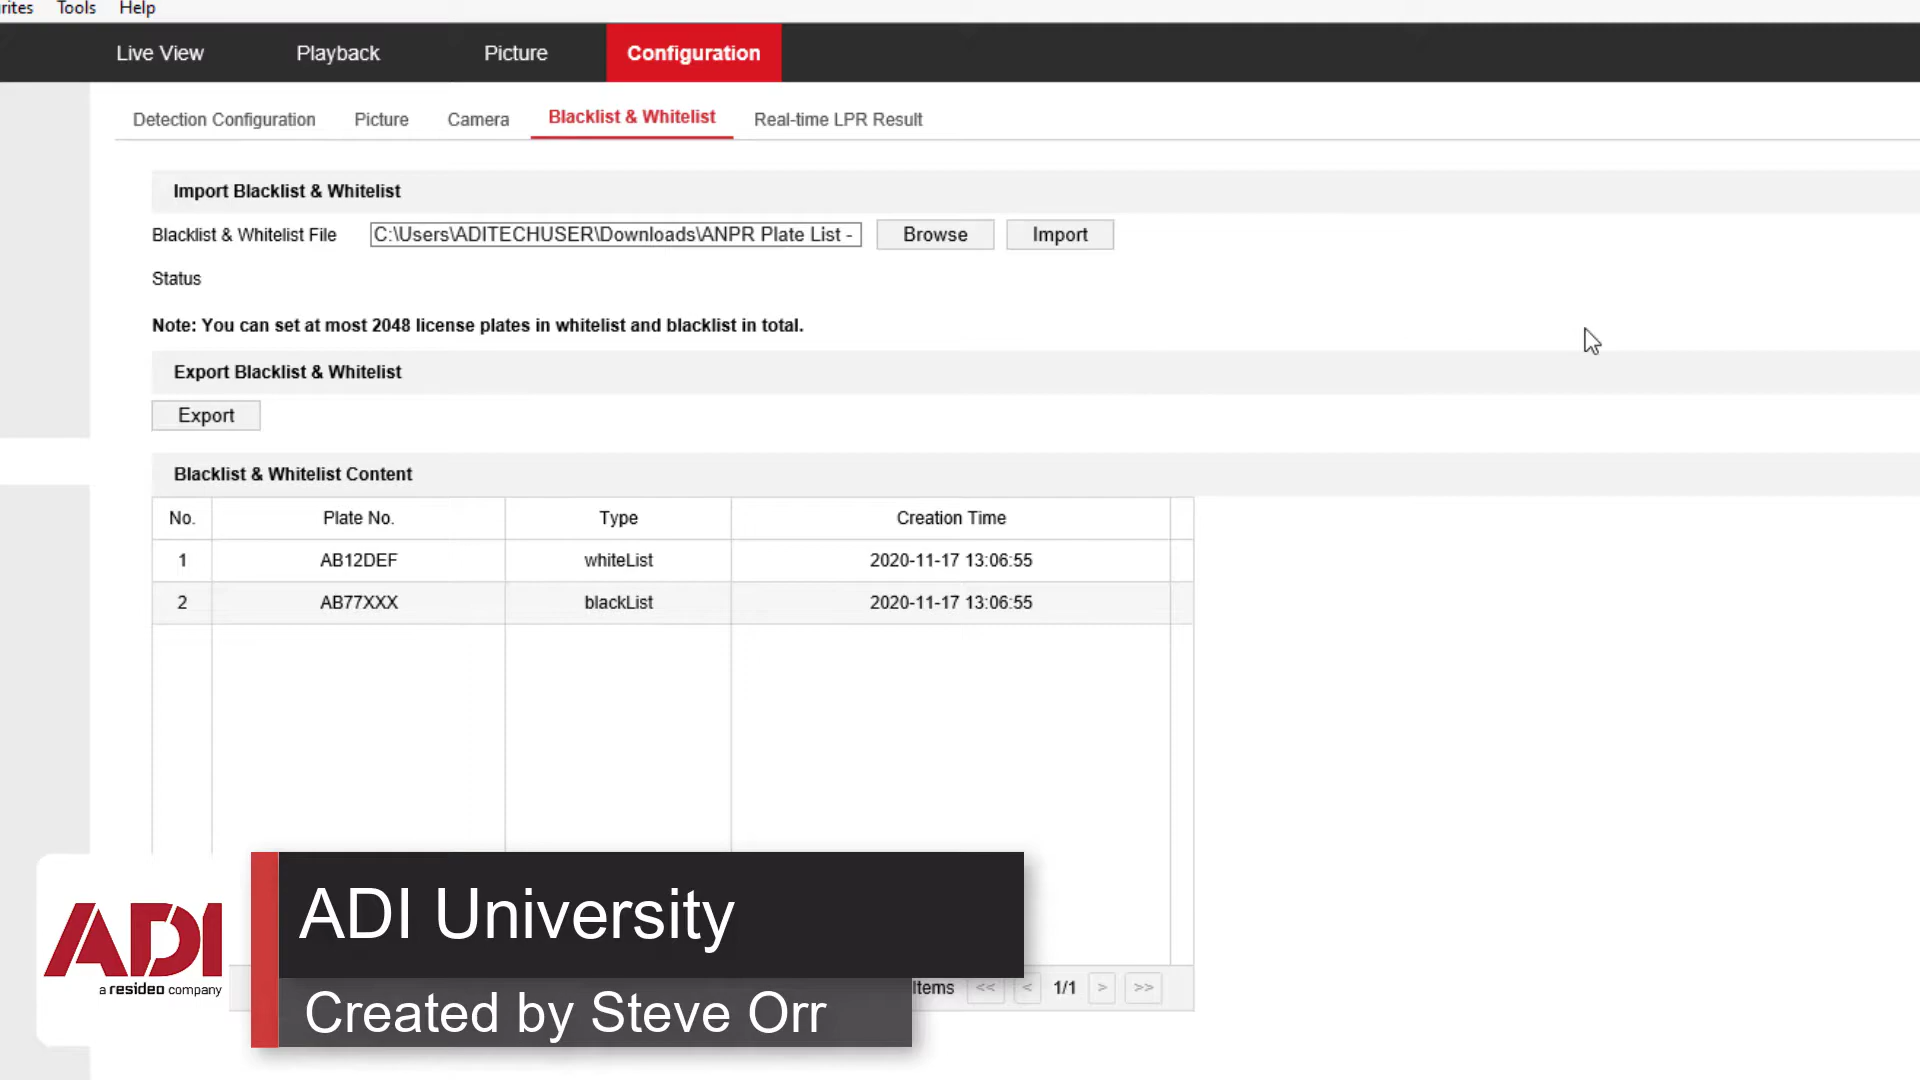 rites Tools Help
Live View Playback Picture Configuration
Detection Configuration Picture Camera Blacklist & Whitelist Real-time LPR Result
Import Blacklist & Whitelist
Blacklist & Whitelist File C:\Users\ADITECHUSER\Downloads\ANPR Plate List - Browse Import
Status
Note: You can set at most 2048 license plates in whitelist and blacklist in total.
Export Blacklist & Whitelist
Export
Blacklist & Whitelist Content
No. Plate No. Type Creation Time
1 AB12DEF whiteList 2020-11-17 13:06:55
2 AB77XXX blackList 2020-11-17 13:06:55
ADI University
ADI
a resideo company
Items << < 1/1 > >>
Created by Steve Orr